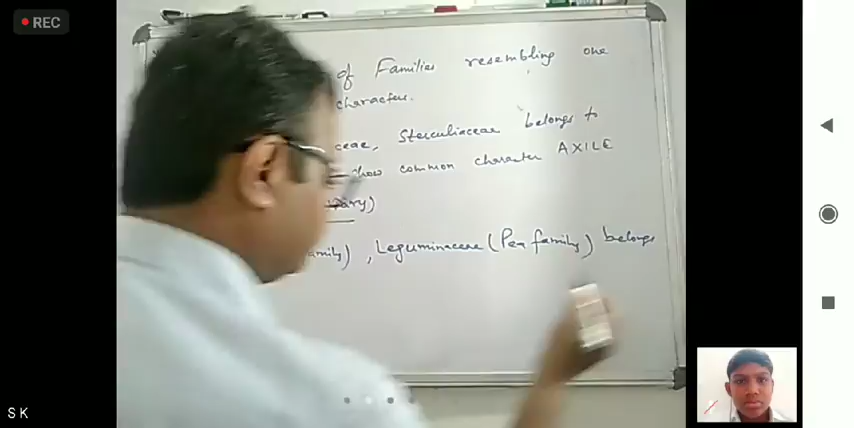 REC
of Families resembling one
characters.
ceae, Sterculiaceae belongs to
show common character AXILE
ary)
amily), Leguminaceae (Pea family) belongs
S K